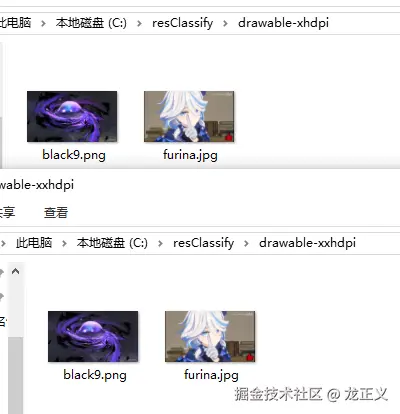 此电脑 > 本地磁盘 (C:) > resClassify > drawable-xhdpi
black9.png furina.jpg
wable-xxhdpi
共享 查看
此电脑 > 本地磁盘 (C:) > resClassify > drawable-xxhdpi
black9.png furina.jpg
掘金技术社区 @ 龙正义